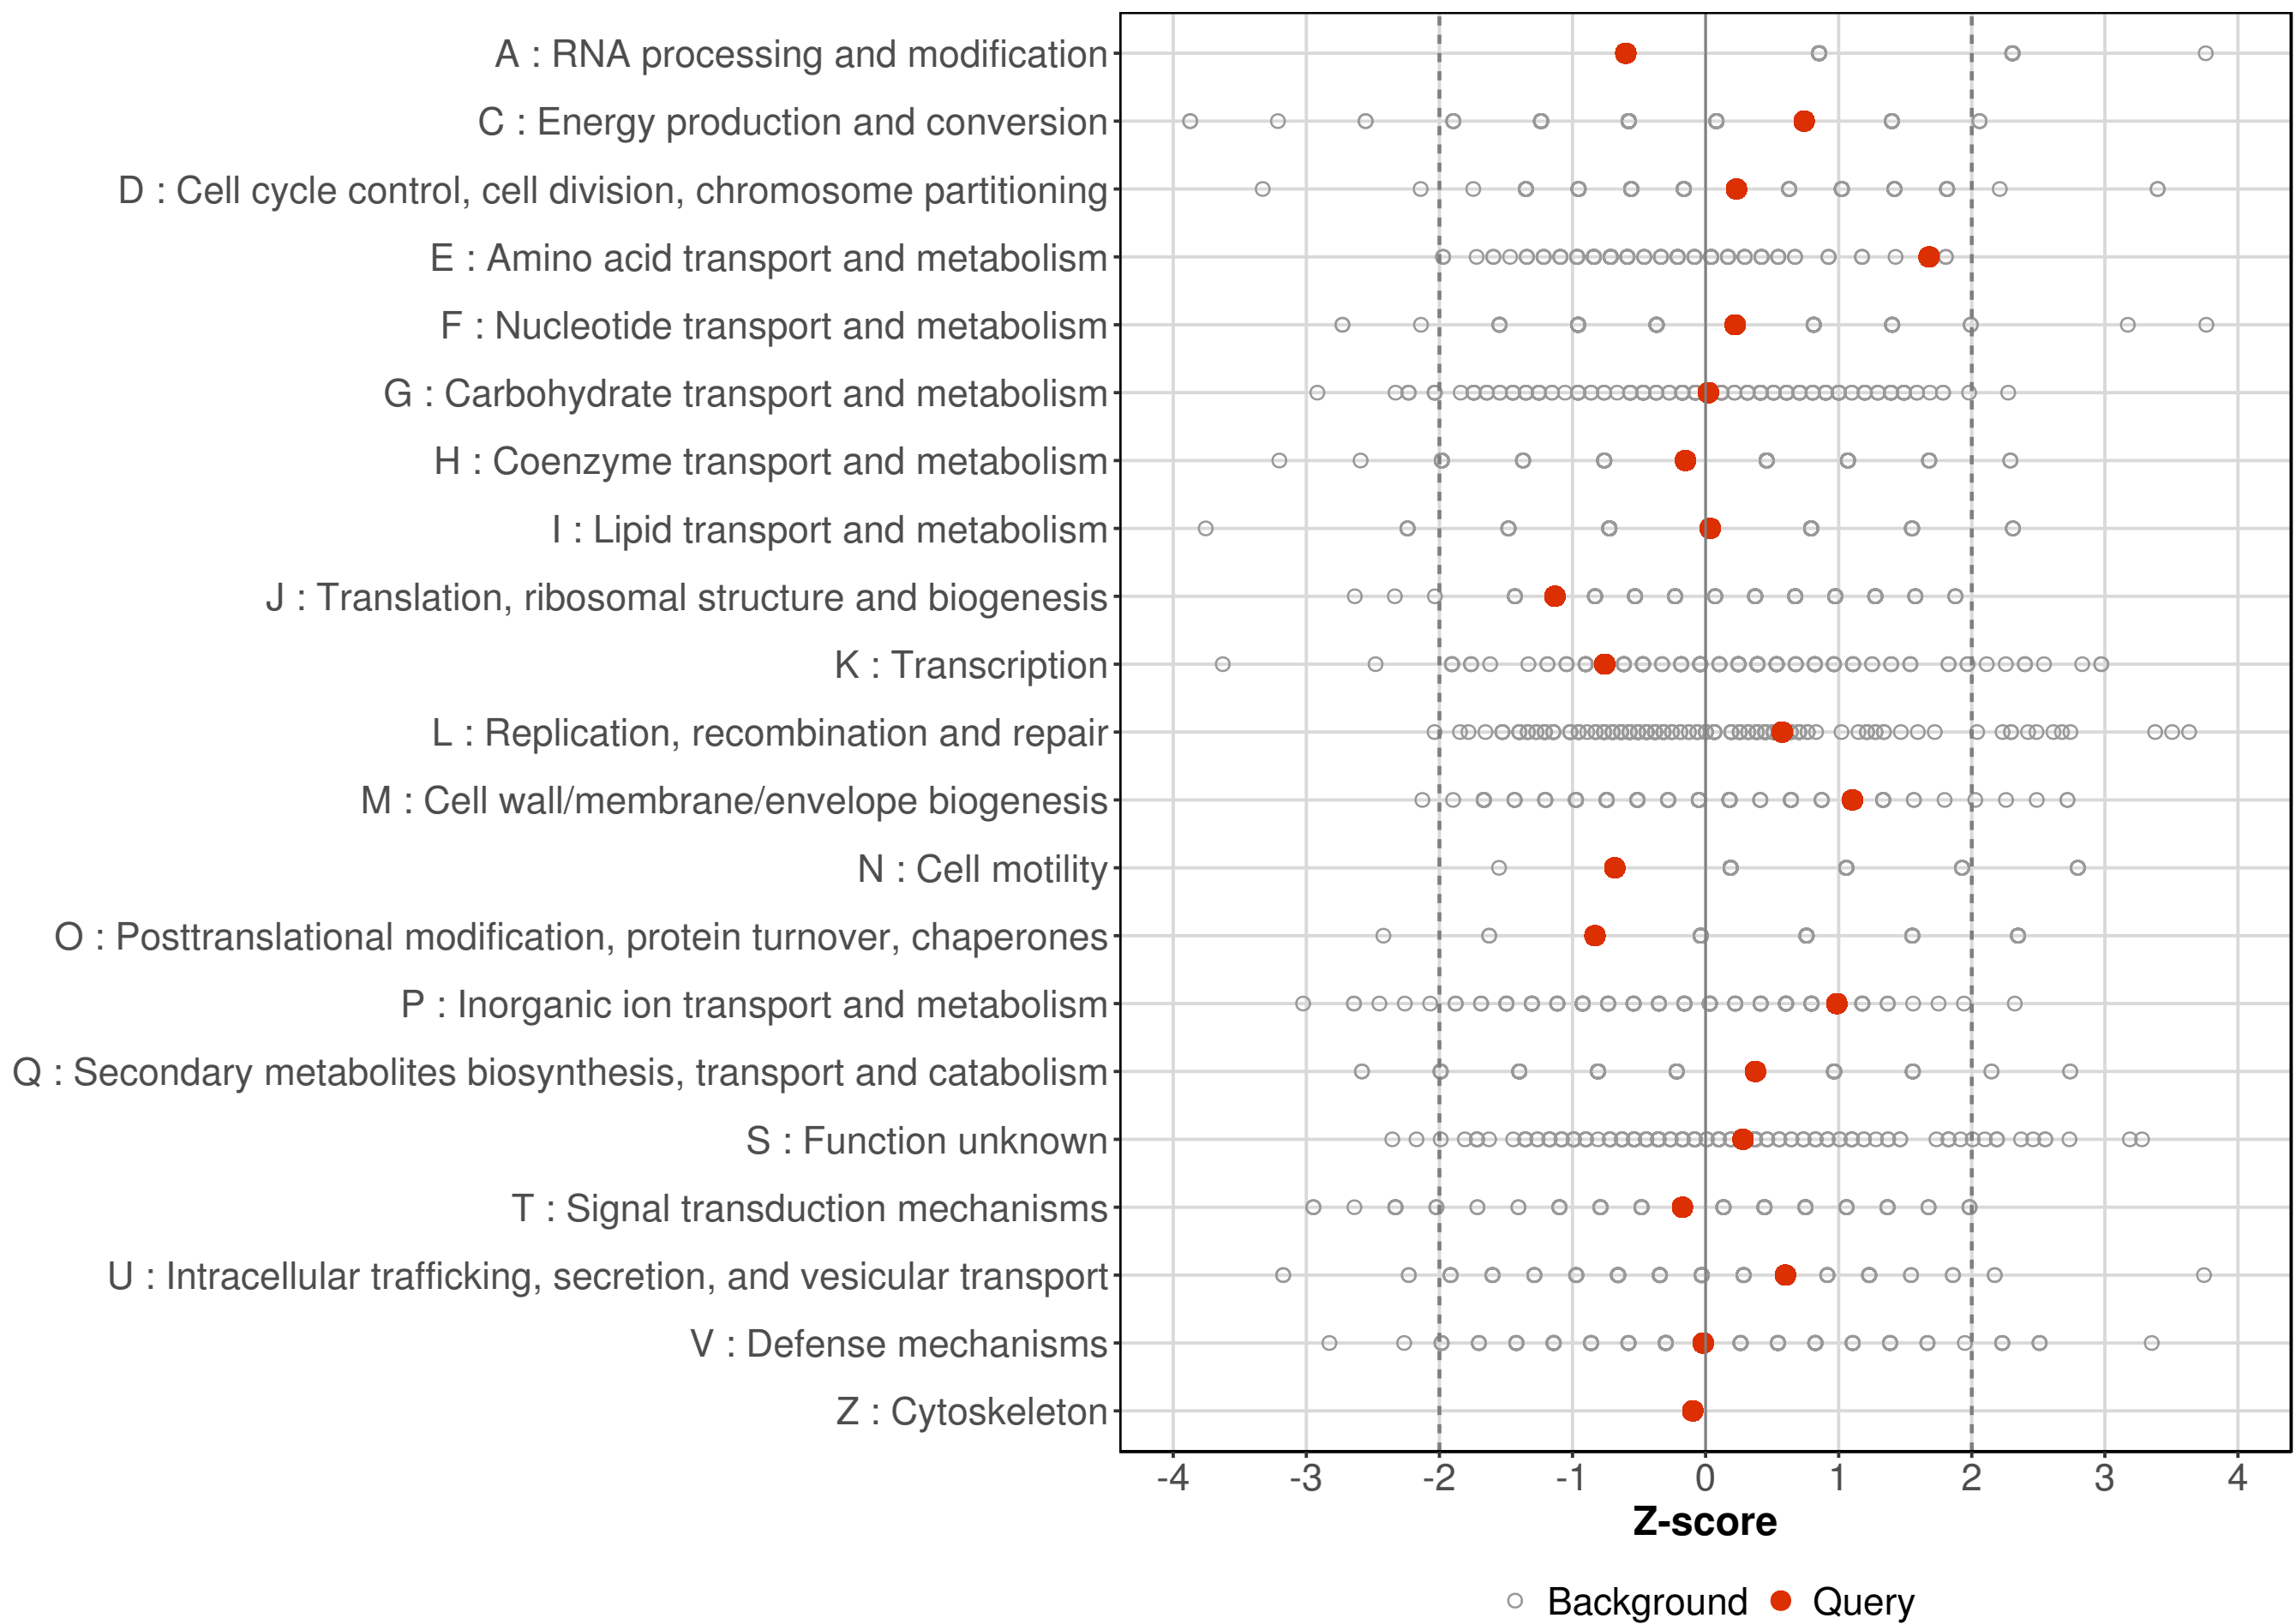 A : RNA processing and modification
C : Energy production and conversion
D : Cell cycle control, cell division, chromosome partitioning
E : Amino acid transport and metabolism
F : Nucleotide transport and metabolism
G : Carbohydrate transport and metabolism
H : Coenzyme transport and metabolism
I : Lipid transport and metabolism
J : Translation, ribosomal structure and biogenesis
K : Transcription
L : Replication, recombination and repair
M : Cell wall/membrane/envelope biogenesis
N : Cell motility
O : Posttranslational modification, protein turnover, chaperones
P : Inorganic ion transport and metabolism
Q : Secondary metabolites biosynthesis, transport and catabolism
S : Function unknown
T : Signal transduction mechanisms
U : Intracellular trafficking, secretion, and vesicular transport
V : Defense mechanisms
Z : Cytoskeleton
-4 -3 -2 -1 0 1 2 3 4
Z-score
Background Query